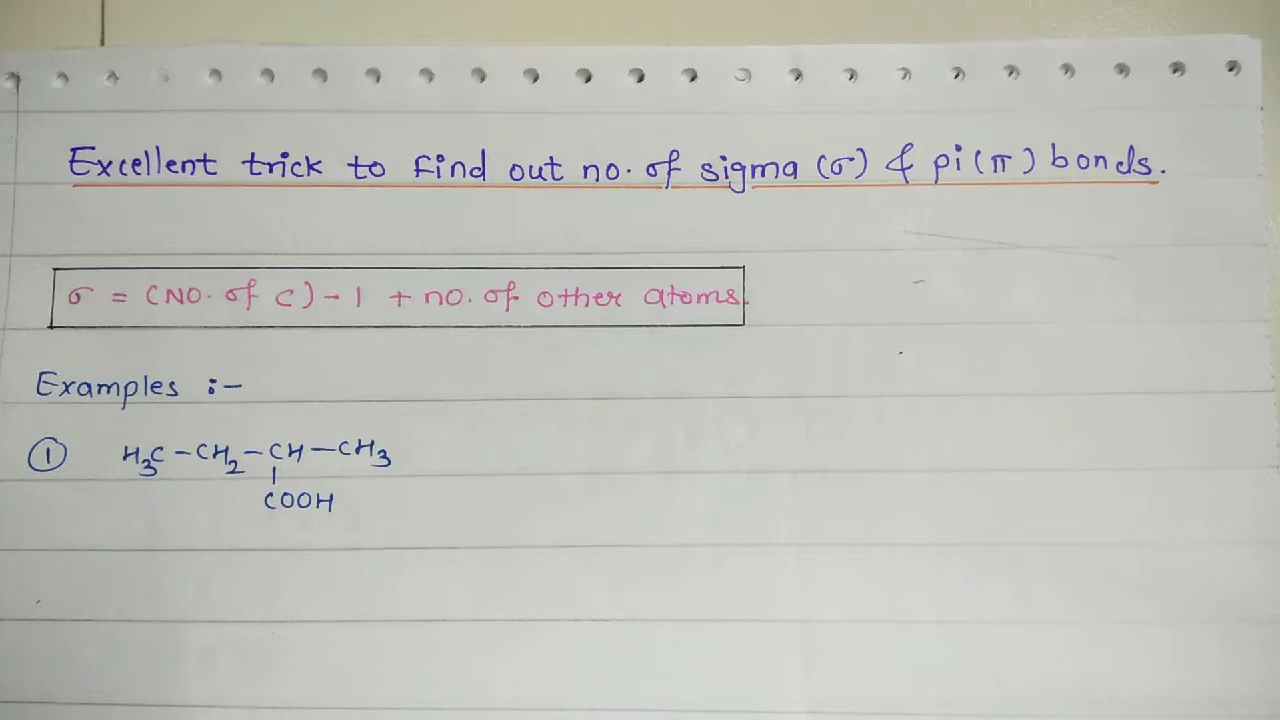 Excellent trick to find out no. of sigma (σ) & pi (π) bonds.
σ = (NO. of C) - 1 + no. of other atoms.
Examples :-
① H₃C - CH₂ - CH - CH₃
|
COOH